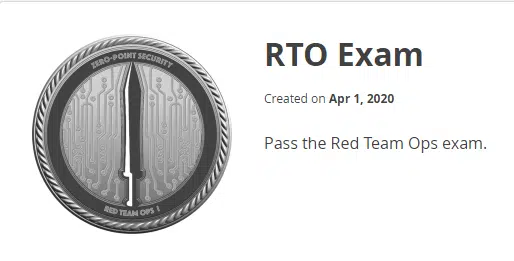 ZERO-POINT SECURITY
RED TEAM OPS I
RTO Exam
Created on Apr 1, 2020
Pass the Red Team Ops exam.